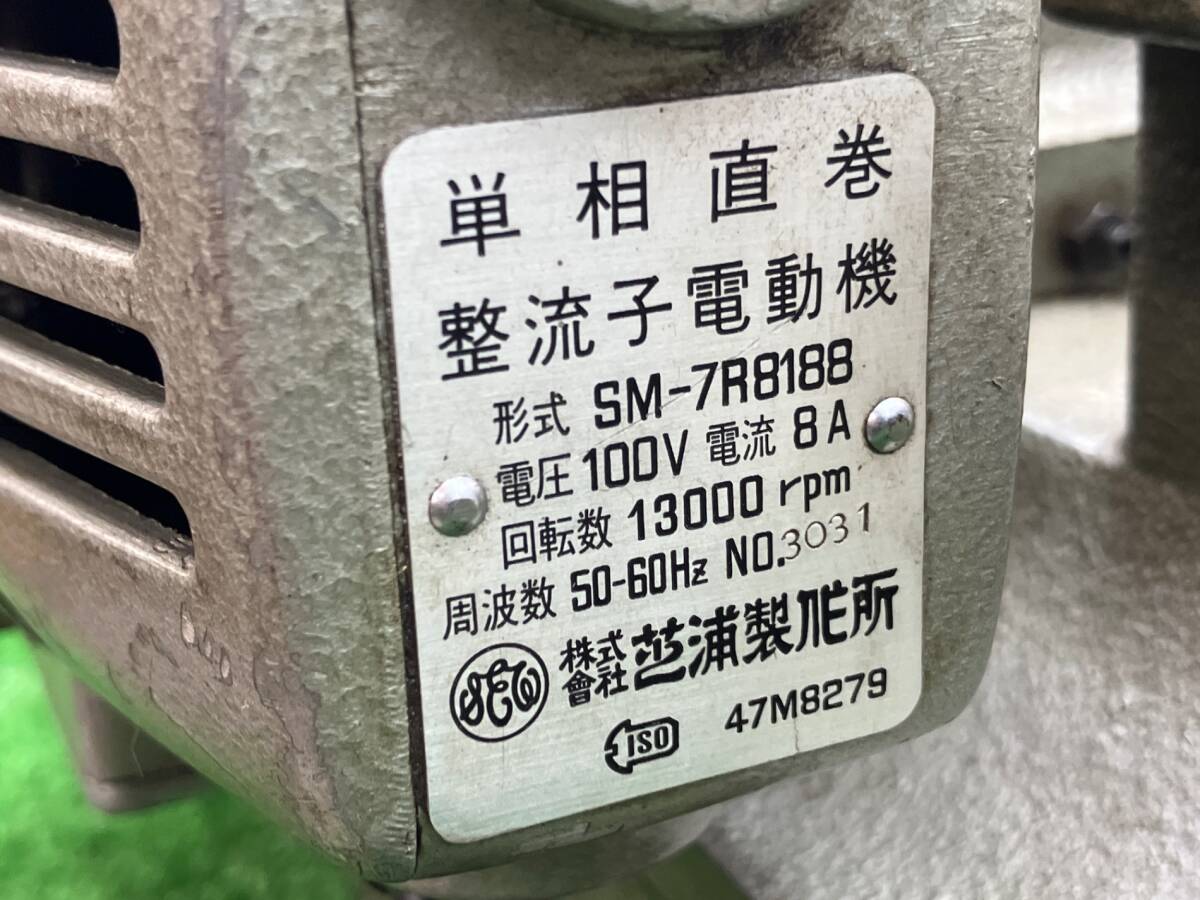 単相直巻
整流子電動機
形式 SM-7R8188
電圧 100V 電流 8A
回転数 13000 rpm
周波数 50-60Hz NO.3031
SEW 株式會社 芝浦製作所
ISO 47M8279